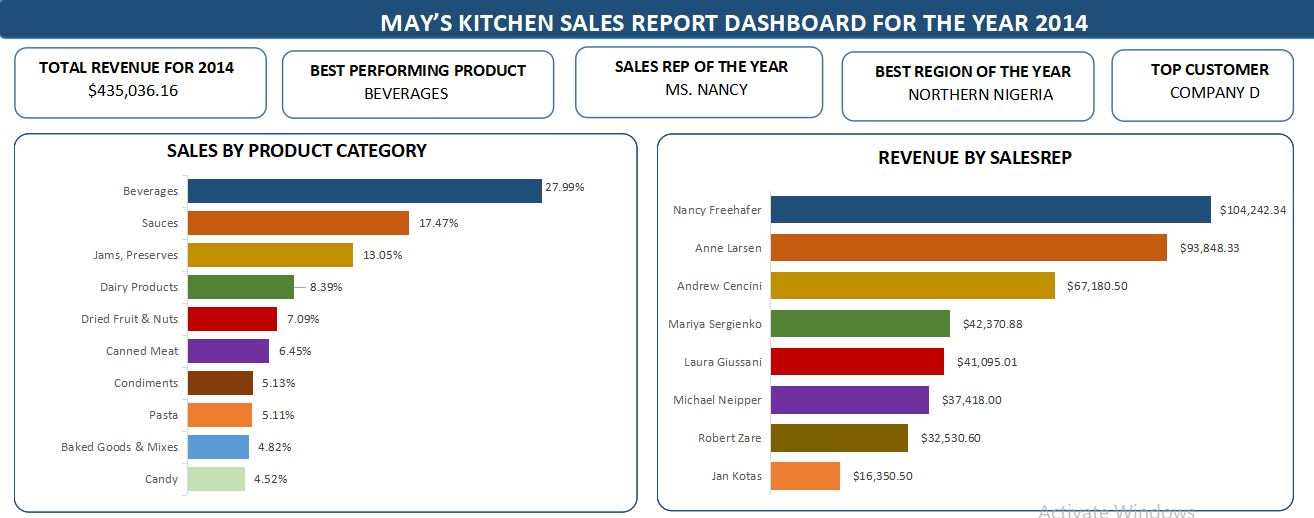 MAY'S KITCHEN SALES REPORT DASHBOARD FOR THE YEAR 2014
TOTAL REVENUE FOR 2014
$435,036.16
BEST PERFORMING PRODUCT
BEVERAGES
SALES REP OF THE YEAR
MS. NANCY
BEST REGION OF THE YEAR
NORTHERN NIGERIA
TOP CUSTOMER
COMPANY D
SALES BY PRODUCT CATEGORY
Beverages 27.99%
Sauces 17.47%
Jams, Preserves 13.05%
Dairy Products 8.39%
Dried Fruit & Nuts 7.09%
Canned Meat 6.45%
Condiments 5.13%
Pasta 5.11%
Baked Goods & Mixes 4.82%
Candy 4.52%
REVENUE BY SALESREP
Nancy Freehafer $104,242.34
Anne Larsen $93,848.33
Andrew Cencini $67,180.50
Mariya Sergienko $42,370.88
Laura Giussani $41,095.01
Michael Neipper $37,418.00
Robert Zare $32,530.60
Jan Kotas $16,350.50
Activate Windows